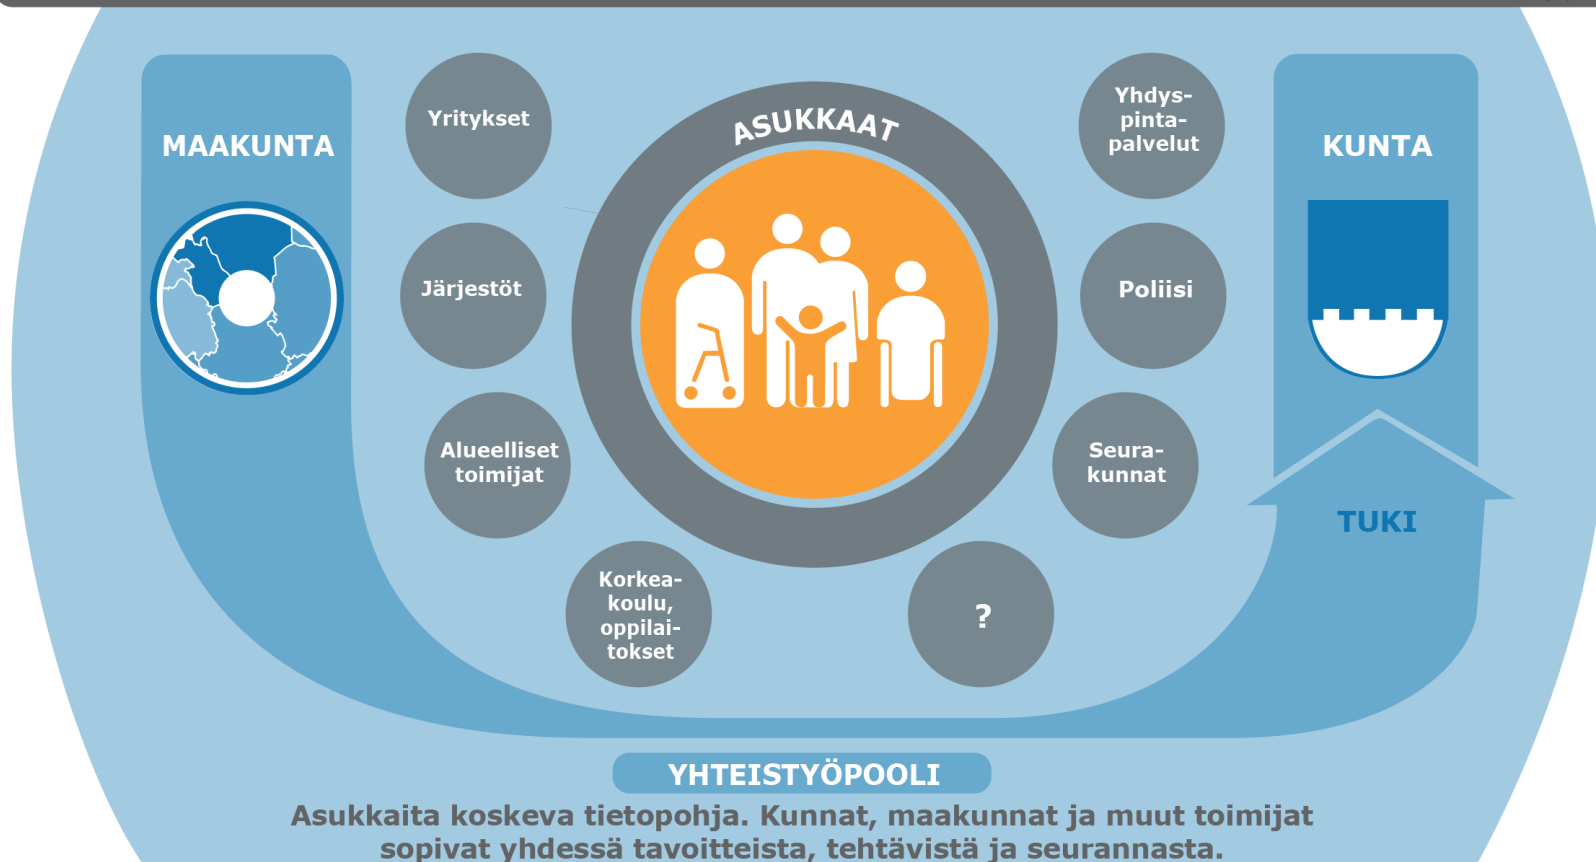 MAAKUNTA
Yritykset
Järjestöt
Alueelliset
toimijat
Korkea-
koulu,
oppilai-
tokset
ASUKKAAT
Yhdys-
pinta-
palvelut
Poliisi
Seura-
kunnat
?
KUNTA
TUKI
YHTEISTYÖPOOLI
Asukkaita koskeva tietopohja. Kunnat, maakunnat ja muut toimijat
sopivat yhdessä tavoitteista, tehtävistä ja seurannasta.